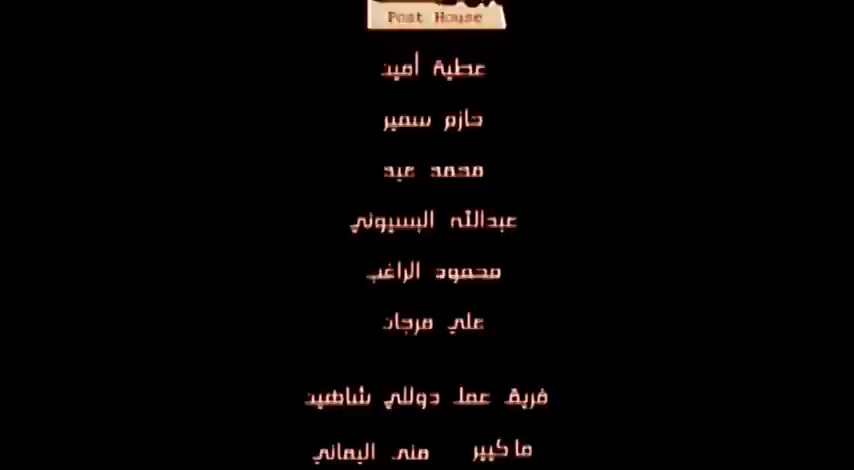 Post House
عطية أمين
حازم سمير
محمد عيد
عبدالله البسيوني
محمود الراغب
علي مرجان
فريق عمل دوللي شاهين
ماكيير منى اليماني